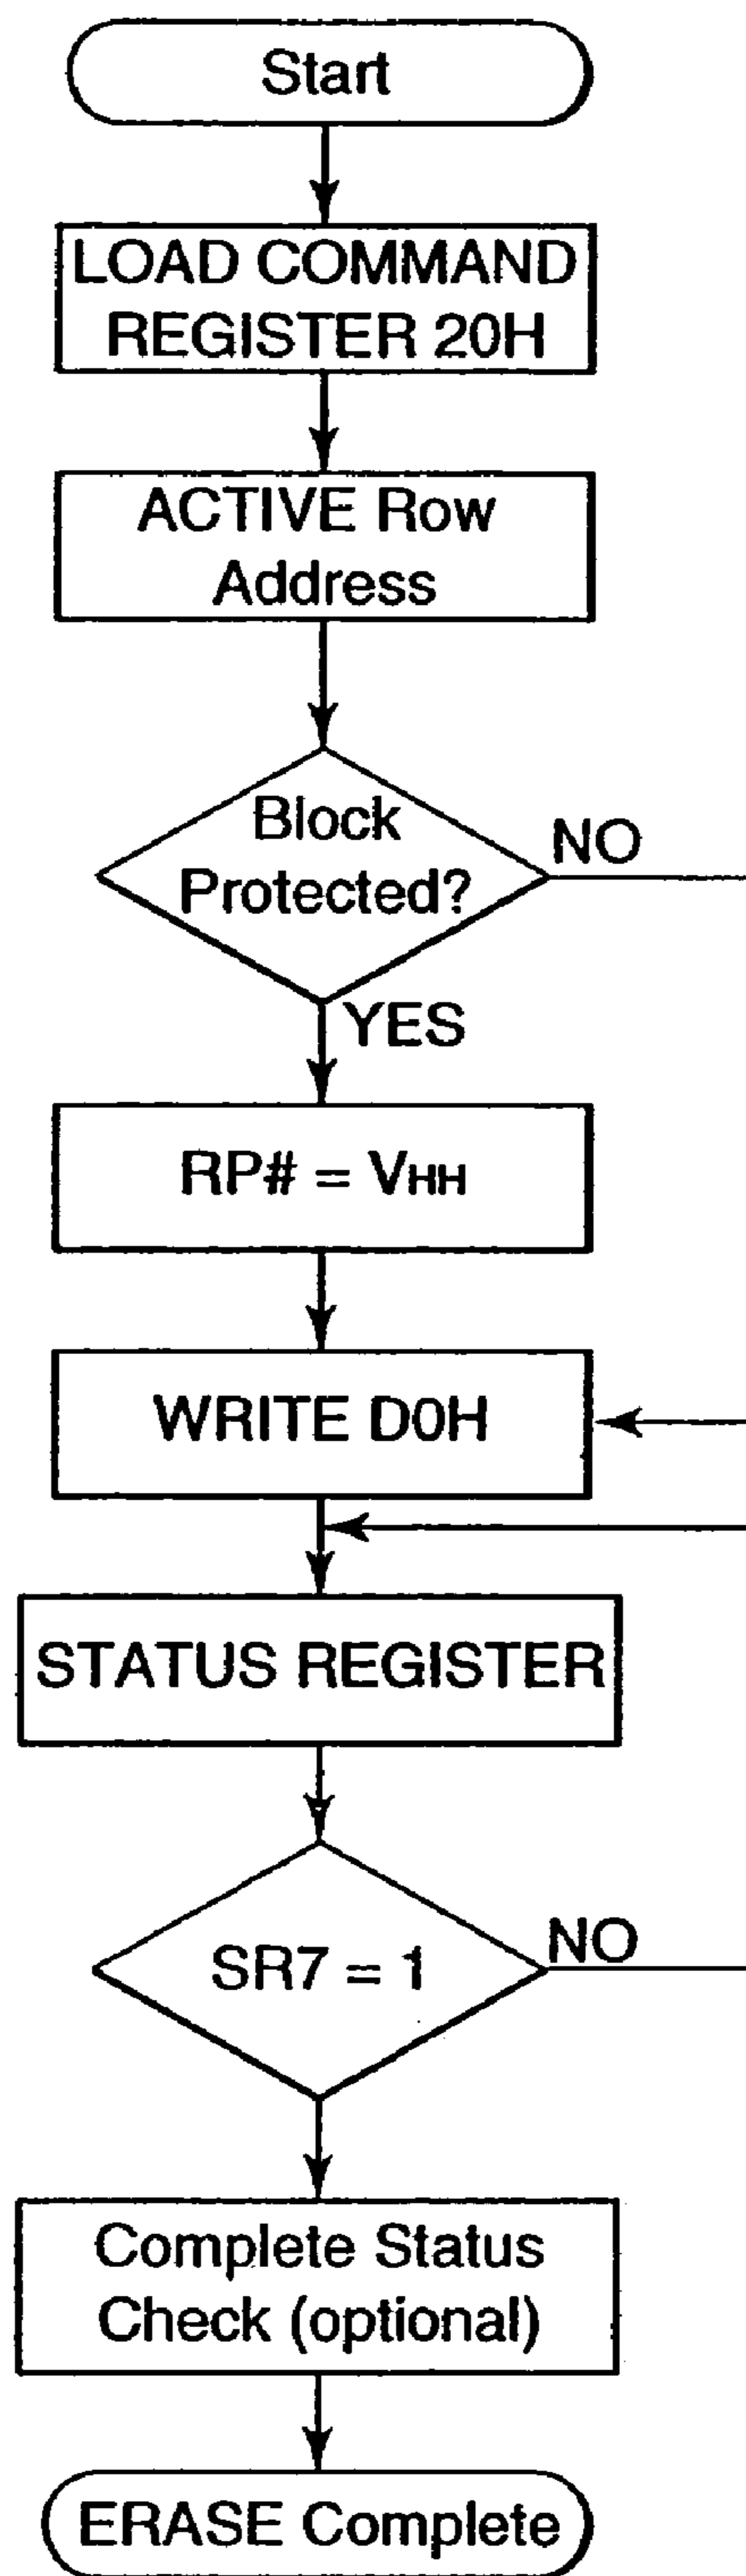 Start
LOAD COMMAND
REGISTER 20H
ACTIVE Row
Address
Block
Protected?
NO
YES
RP# = VHH
WRITE D0H
STATUS REGISTER
SR7 = 1
NO
Complete Status
Check (optional)
ERASE Complete